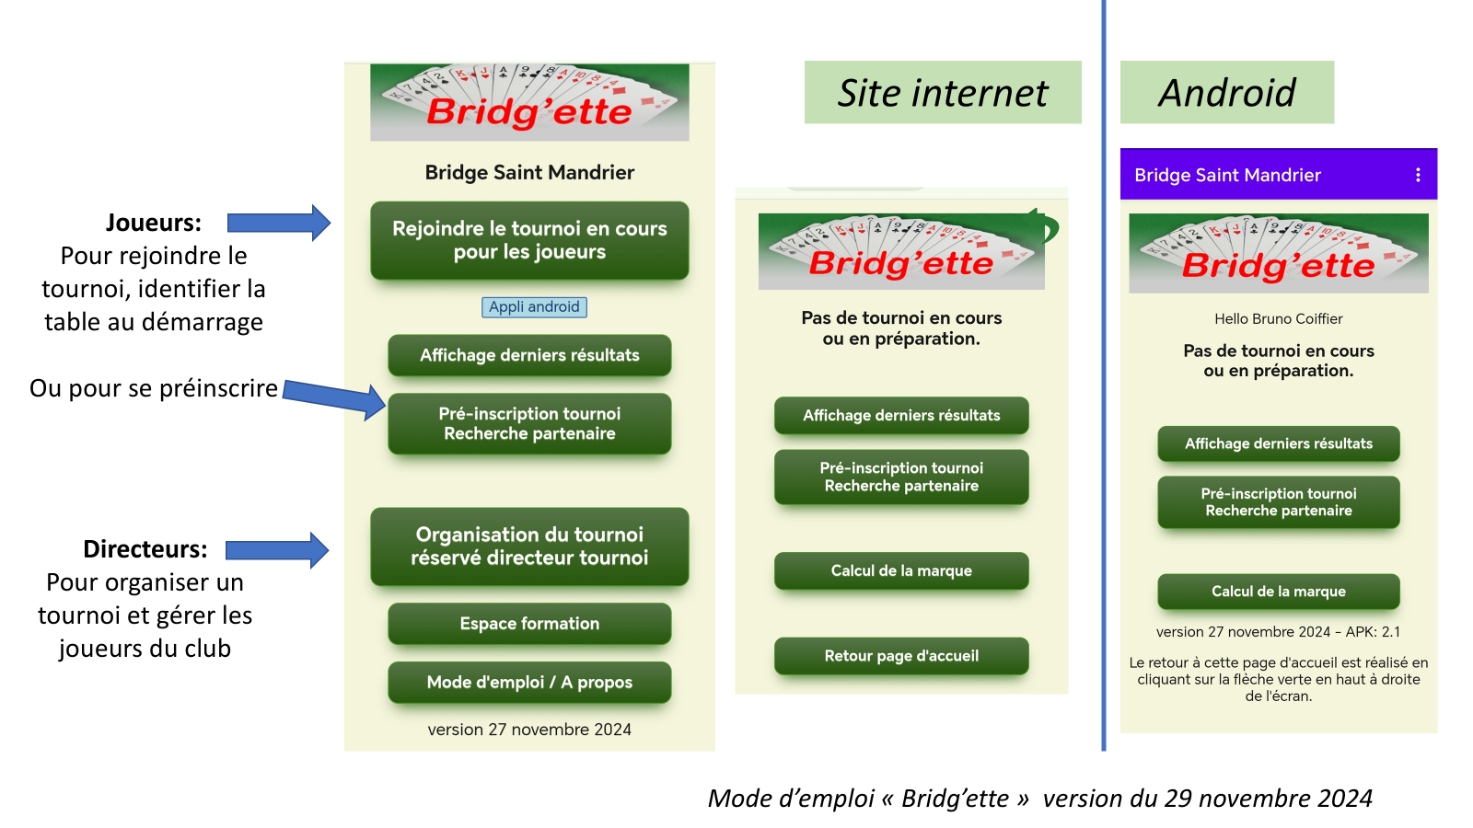 Site internet
Android
Bridg'ette
Bridge Saint Mandrier
Joueurs:
Pour rejoindre le
tournoi, identifier la
table au démarrage
Ou pour se préinscrire
Directeurs:
Pour organiser un
tournoi et gérer les
joueurs du club
Rejoindre le tournoi en cours
pour les joueurs
Appli android
Affichage derniers résultats
Pré-inscription tournoi
Recherche partenaire
Organisation du tournoi
réservé directeur tournoi
Espace formation
Mode d'emploi / A propos
version 27 novembre 2024
Bridg'ette
Pas de tournoi en cours
ou en préparation.
Affichage derniers résultats
Pré-inscription tournoi
Recherche partenaire
Calcul de la marque
Retour page d'accueil
Bridge Saint Mandrier
Bridg'ette
Hello Bruno Coiffier
Pas de tournoi en cours
ou en préparation.
Affichage derniers résultats
Pré-inscription tournoi
Recherche partenaire
Calcul de la marque
version 27 novembre 2024 - APK: 2.1
Le retour à cette page d'accueil est réalisé en
cliquant sur la flèche verte en haut à droite
de l'écran.
Mode d’emploi « Bridg’ette » version du 29 novembre 2024